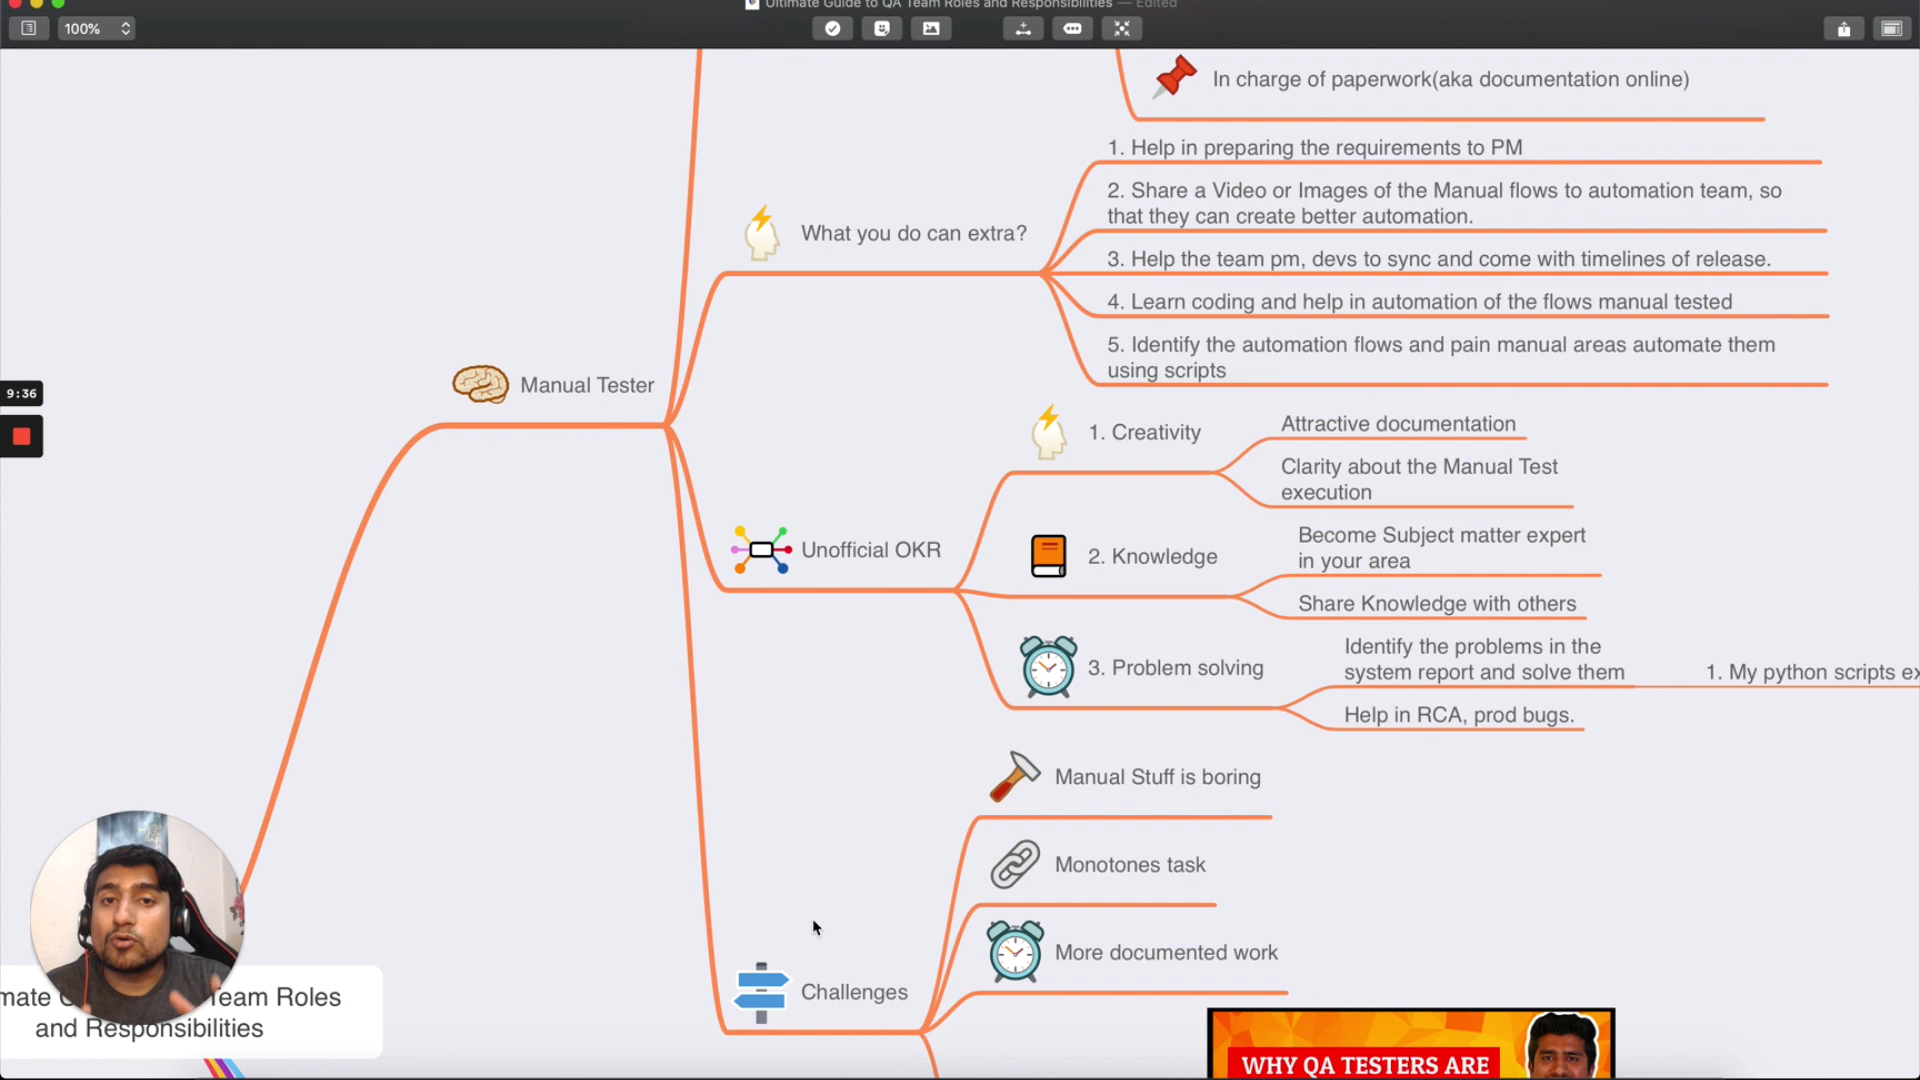 Ultimate Guide to QA Team Roles and Responsibilities — Edited
100%
In charge of paperwork(aka documentation online)
1. Help in preparing the requirements to PM
2. Share a Video or Images of the Manual flows to automation team, so
that they can create better automation.
What you do can extra?
3. Help the team pm, devs to sync and come with timelines of release.
4. Learn coding and help in automation of the flows manual tested
5. Identify the automation flows and pain manual areas automate them
using scripts
Manual Tester
9:36
1. Creativity
Attractive documentation
Clarity about the Manual Test
execution
Unofficial OKR
2. Knowledge
Become Subject matter expert
in your area
Share Knowledge with others
3. Problem solving
Identify the problems in the
system report and solve them
1. My python scripts ex
Help in RCA, prod bugs.
Manual Stuff is boring
Monotones task
More documented work
Challenges
mate Team Roles
and Responsibilities
WHY QA TESTERS ARE